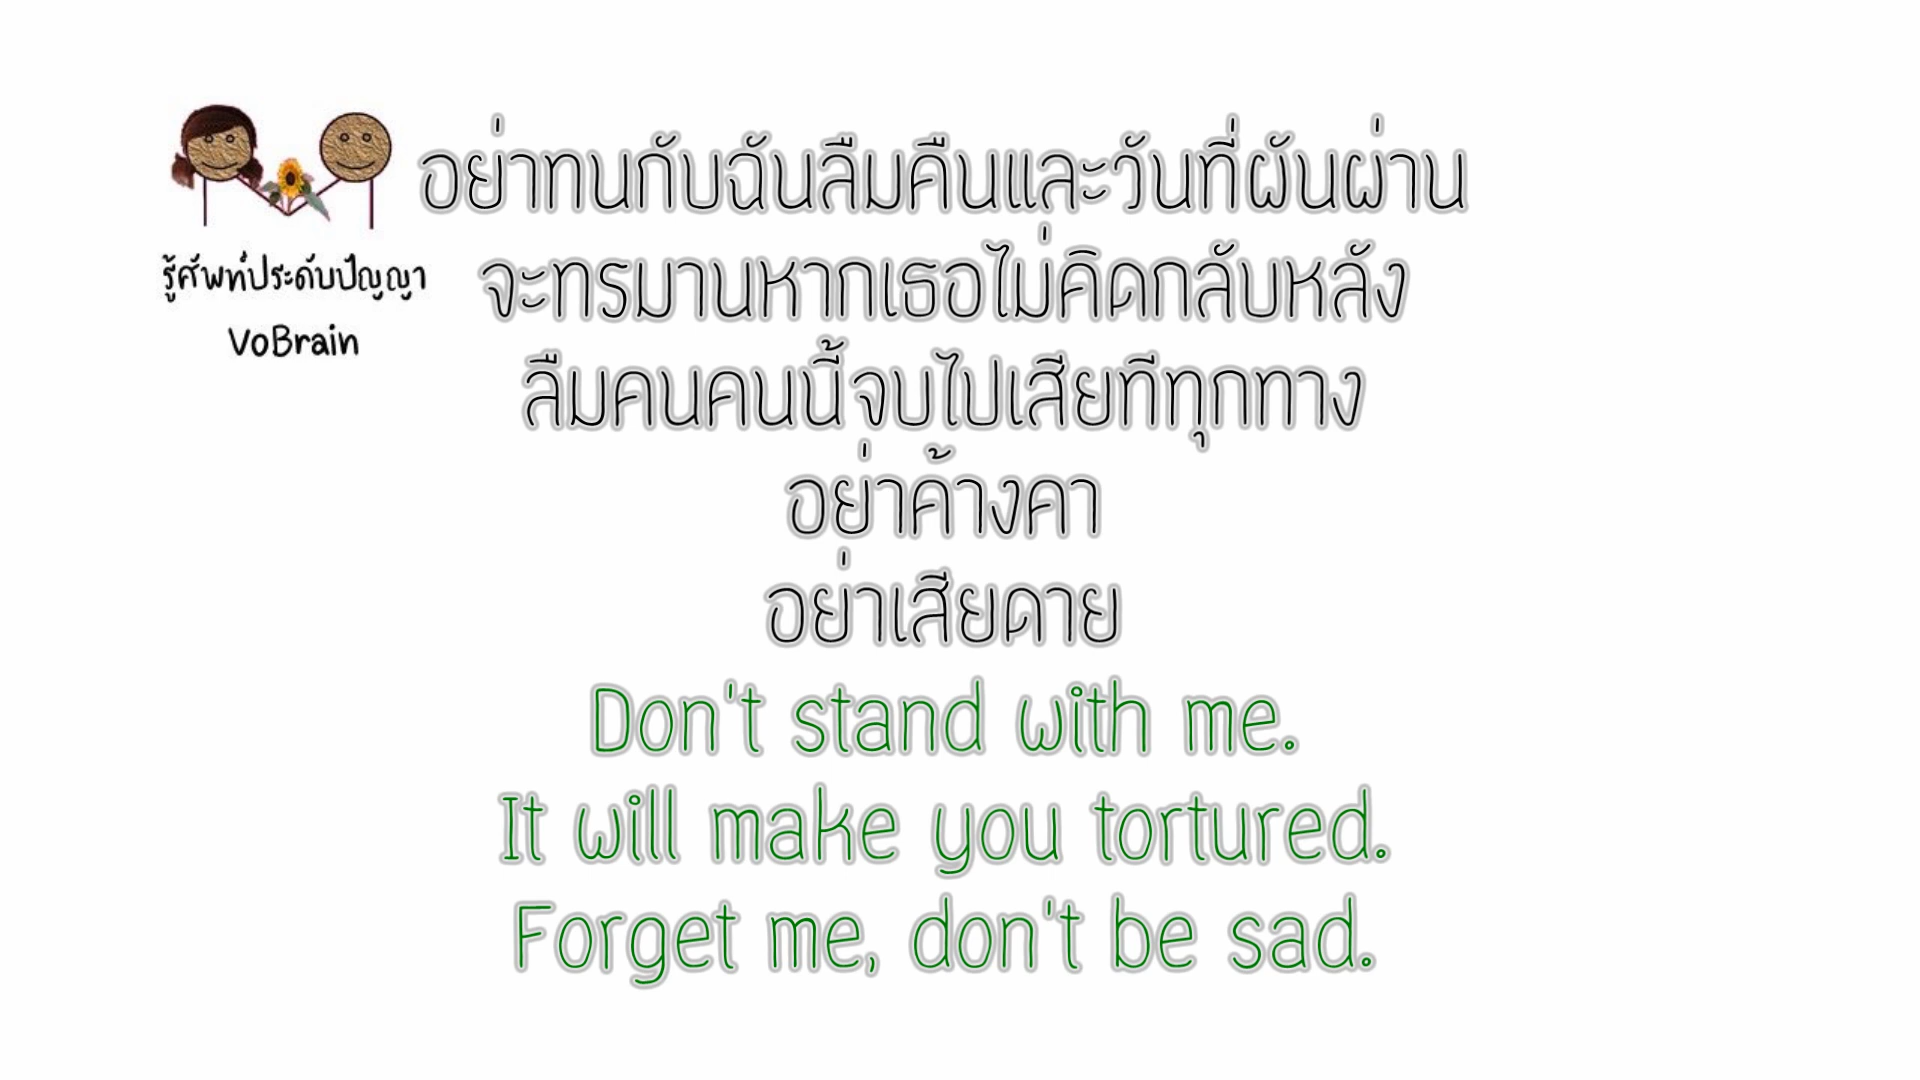 อย่าทนกับฉันลืมคืนและวันที่ผันผ่าน
จะทรมานหากเธอไม่คิดกลับหลัง
ลืมคนคนนี้จบไปเสียทีทุกทาง
อย่าค้างคา
อย่าเสียดาย
Don't stand with me.
It will make you tortured.
Forget me, don't be sad.
รู้ศัพท์ประดับปัญญา
VoBrain